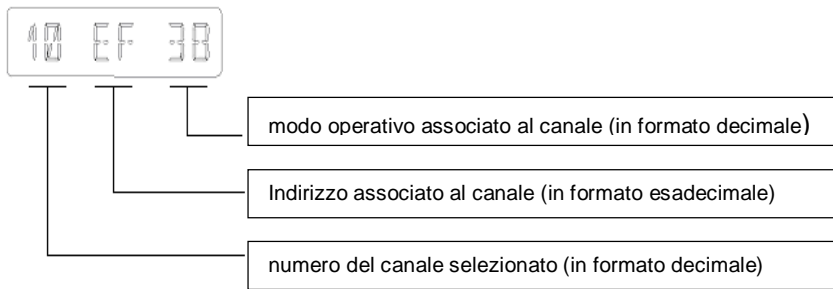 10 EF 3B
modo operativo associato al canale (in formato decimale)
Indirizzo associato al canale (in formato esadecimale)
numero del canale selezionato (in formato decimale)